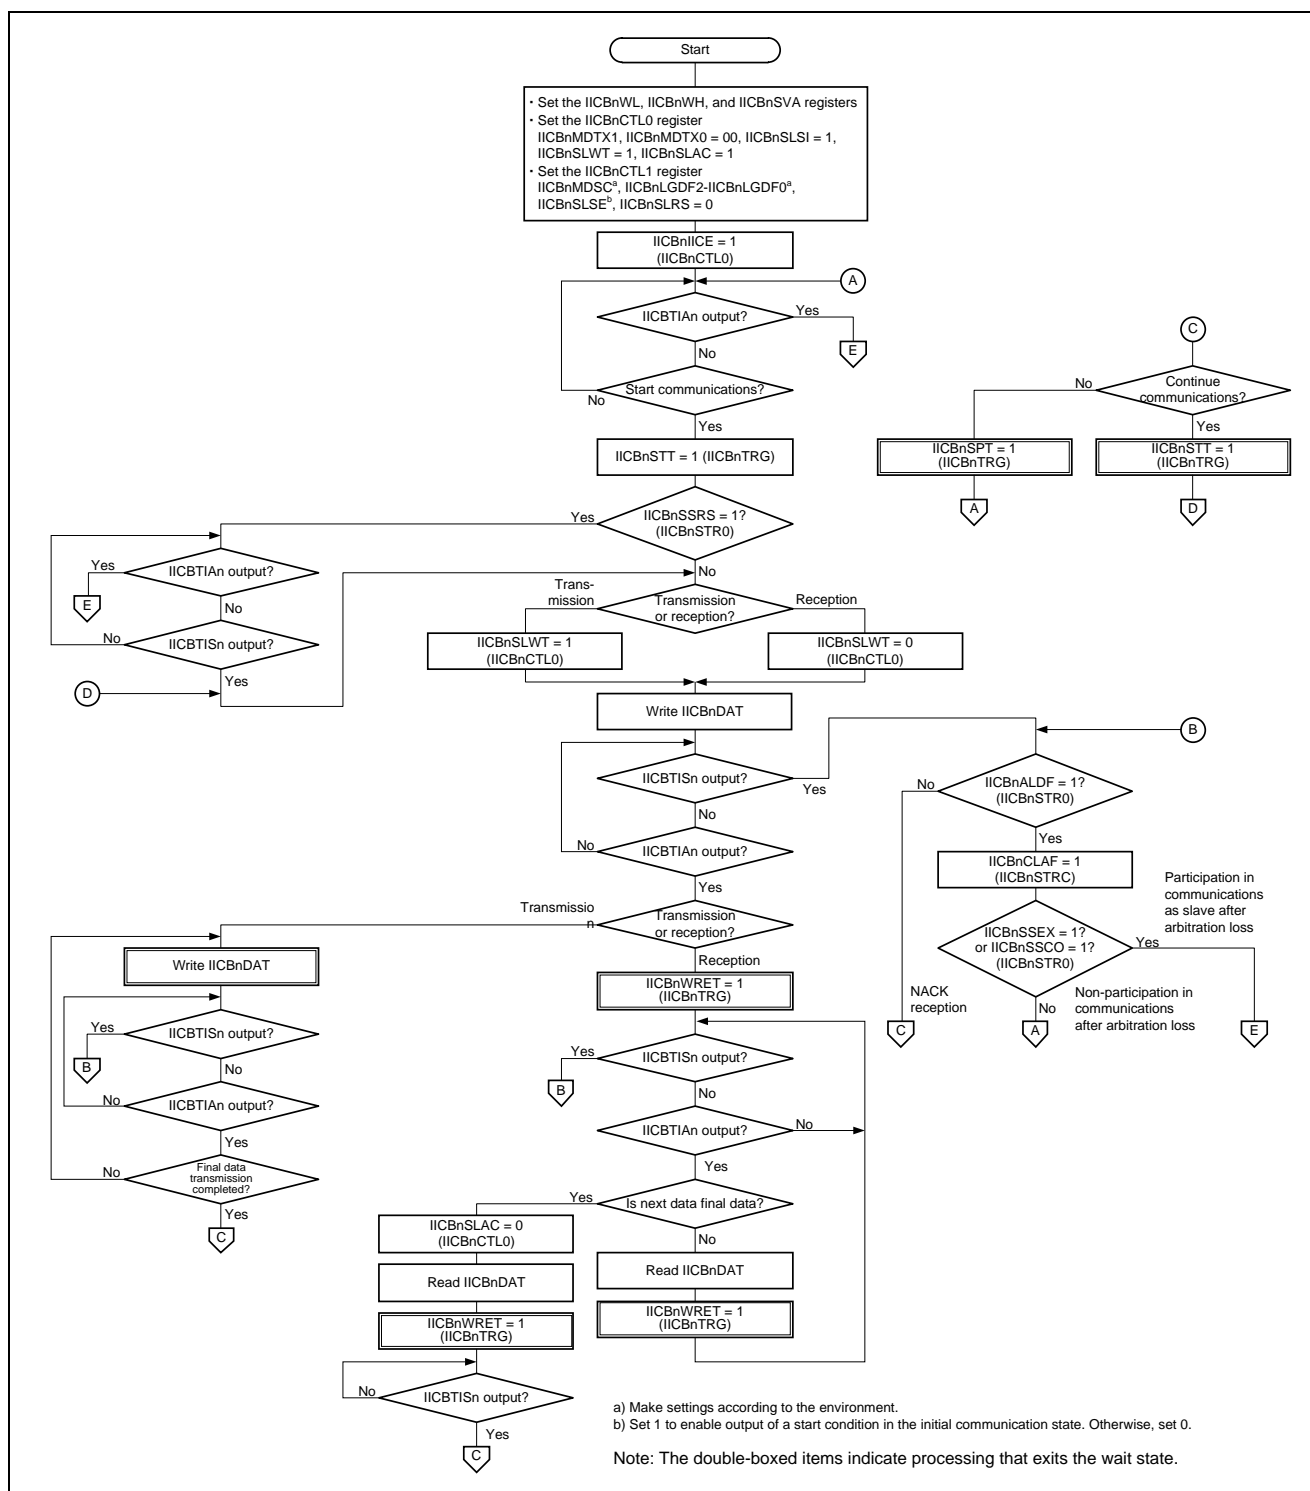 Start
・Set the IICBnWL, IICBnWH, and IICBnSVA registers
・Set the IICBnCTL0 register
IICBnMDTX1, IICBnMDTX0 = 00, IICBnSLSI = 1,
IICBnSLWT = 1, IICBnSLAC = 1
・Set the IICBnCTL1 register
IICBnMDSCa, IICBnLGDF2-IICBnLGDF0a,
IICBnSLSEb, IICBnSLRS = 0
IICBnIICE = 1
(IICBnCTL0)
A
IICBTIAn output?
Yes
E
No
Start communications?
No
Yes
IICBnSTT = 1 (IICBnTRG)
C
Continue
communications?
No
Yes
IICBnSPT = 1
(IICBnTRG)
IICBnSTT = 1
(IICBnTRG)
A
D
IICBnSSRS = 1?
(IICBnSTR0)
Yes
No
IICBTIAn output?
Yes
E
No
IICBTISn output?
No
Yes
D
Trans-
mission
Transmission
or reception?
Reception
IICBnSLWT = 1
(IICBnCTL0)
IICBnSLWT = 0
(IICBnCTL0)
Write IICBnDAT
IICBTISn output?
Yes
No
IICBTIAn output?
No
Yes
B
IICBnALDF = 1?
(IICBnSTR0)
No
Yes
IICBnCLAF = 1
(IICBnSTRC)
IICBnSSEX = 1?
or IICBnSSCO = 1?
(IICBnSTR0)
Yes
Participation in
communications
as slave after
arbitration loss
No
Non-participation in
communications
after arbitration loss
NACK
reception
C
A
E
Transmissio
n
Transmission
or reception?
Reception
Write IICBnDAT
IICBTISn output?
Yes
B
No
IICBTIAn output?
No
Yes
Final data
transmission
completed?
No
Yes
C
IICBnWRET = 1
(IICBnTRG)
IICBTISn output?
Yes
B
No
IICBTIAn output?
No
Yes
Is next data final data?
Yes
No
IICBnSLAC = 0
(IICBnCTL0)
Read IICBnDAT
IICBnWRET = 1
(IICBnTRG)
Read IICBnDAT
IICBnWRET = 1
(IICBnTRG)
IICBTISn output?
No
Yes
C
a) Make settings according to the environment.
b) Set 1 to enable output of a start condition in the initial communication state. Otherwise, set 0.
Note: The double-boxed items indicate processing that exits the wait state.